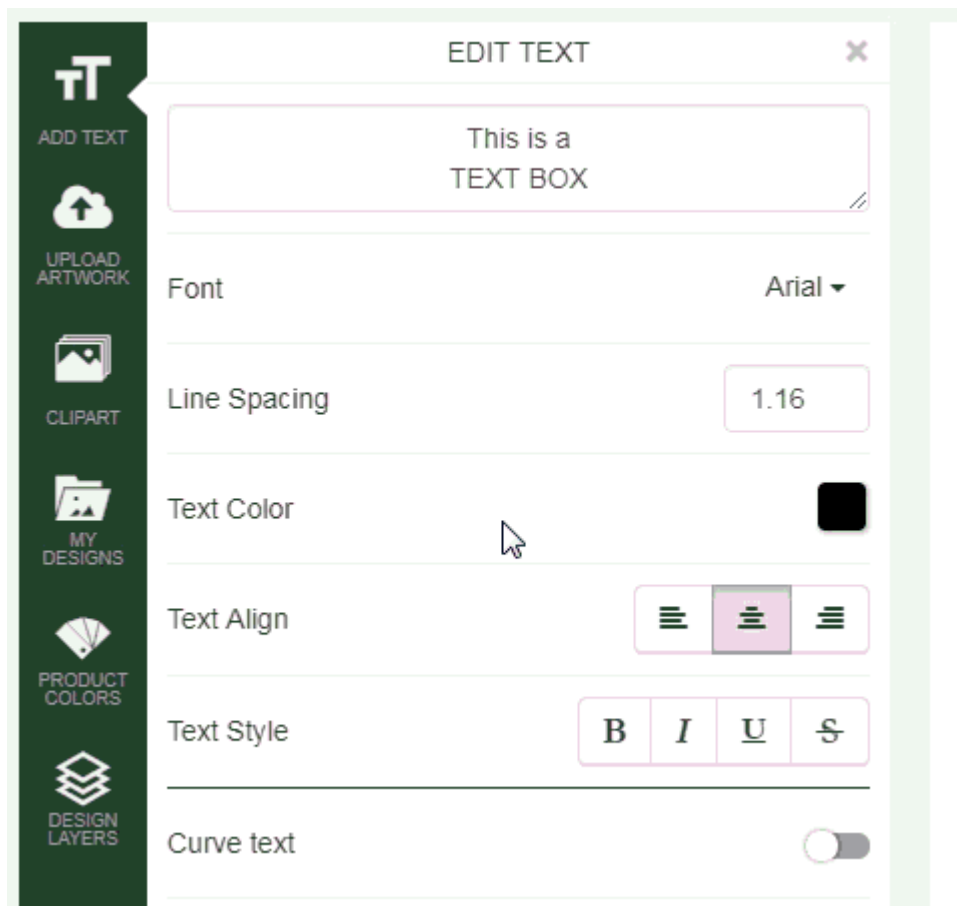 EDIT TEXT
ADD TEXT
This is a
TEXT BOX
UPLOAD
ARTWORK
Font
Arial
CLIPART
Line Spacing
1.16
MY
DESIGNS
Text Color
PRODUCT
COLORS
Text Align
DESIGN
LAYERS
Text Style
B I U S
Curve text